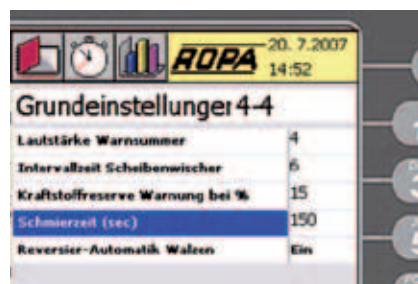 ROPA 20. 7.2007
14:52
Grundeinstellunger 4-4
Lautstärke Warnsummer 4
Intervallzeit Scheibenwischer 6
Kraftstoffreserve Warnung bei % 15
Schmierzeit (sec) 150
Reversier-Automatik Walzen Ein